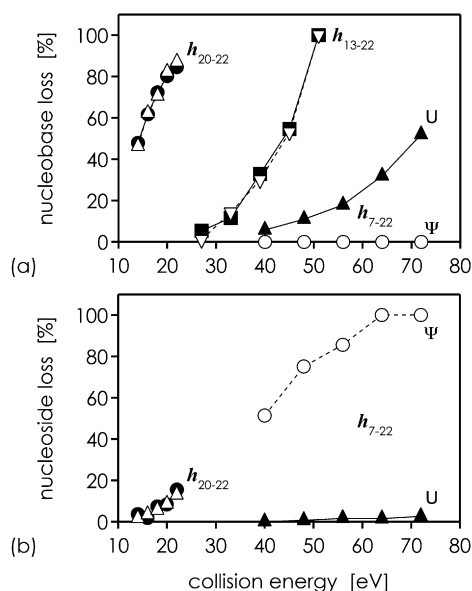 nucleobase loss [%]
100
80
60
40
20
0
h20-22
h13-22
U
h7-22
Ψ
(a)
10 20 30 40 50 60 70 80
nucleoside loss [%]
100
80
60
40
20
0
Ψ
h7-22
h20-22
U
(b)
10 20 30 40 50 60 70 80
collision energy [eV]